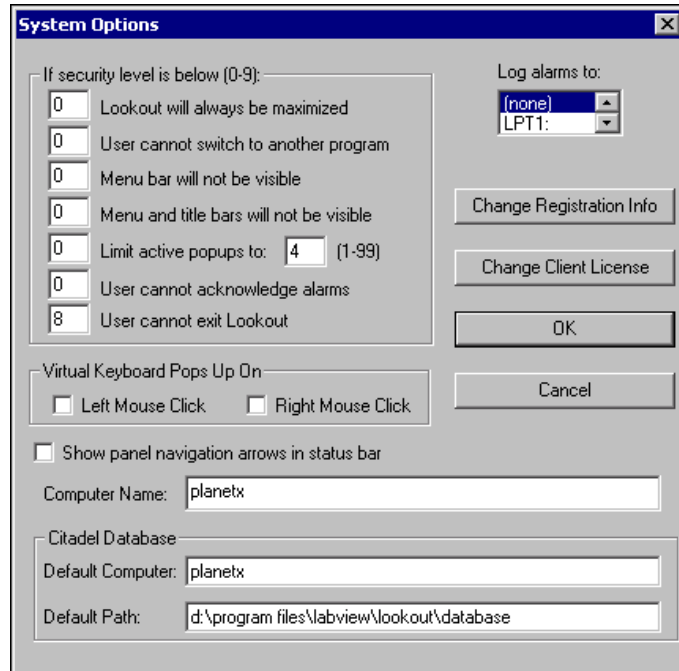 System Options
If security level is below (0-9):
0 Lookout will always be maximized
0 User cannot switch to another program
0 Menu bar will not be visible
0 Menu and title bars will not be visible
0 Limit active popups to: 4 (1-99)
0 User cannot acknowledge alarms
8 User cannot exit Lookout
Log alarms to:
(none)
LPT1:
Change Registration Info
Change Client License
OK
Cancel
Virtual Keyboard Pops Up On
Left Mouse Click Right Mouse Click
Show panel navigation arrows in status bar
Computer Name: planetx
Citadel Database
Default Computer: planetx
Default Path: d:\program files\labview\lookout\database